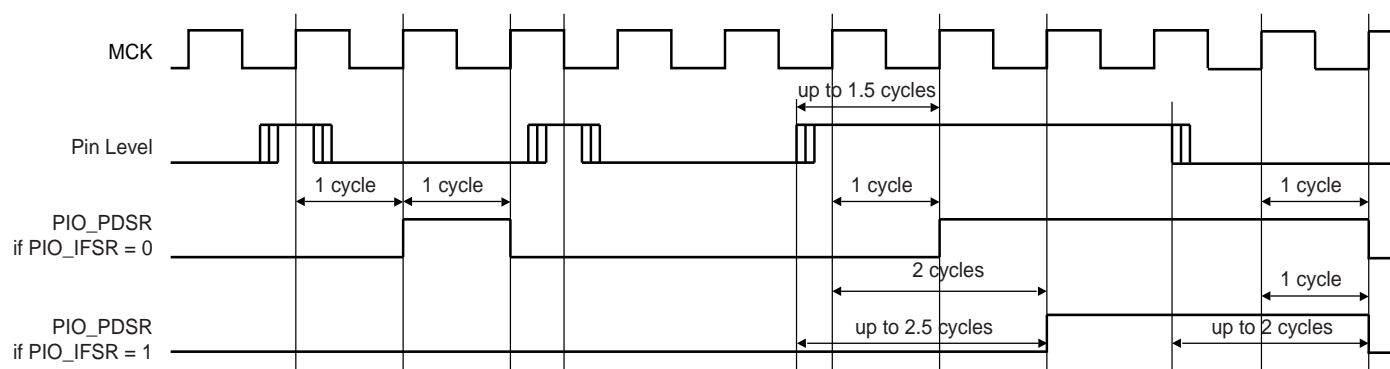 MCK
up to 1.5 cycles
Pin Level
1 cycle
1 cycle
1 cycle
1 cycle
PIO_PDSR
if PIO_IFSR = 0
2 cycles
1 cycle
PIO_PDSR
if PIO_IFSR = 1
up to 2.5 cycles
up to 2 cycles